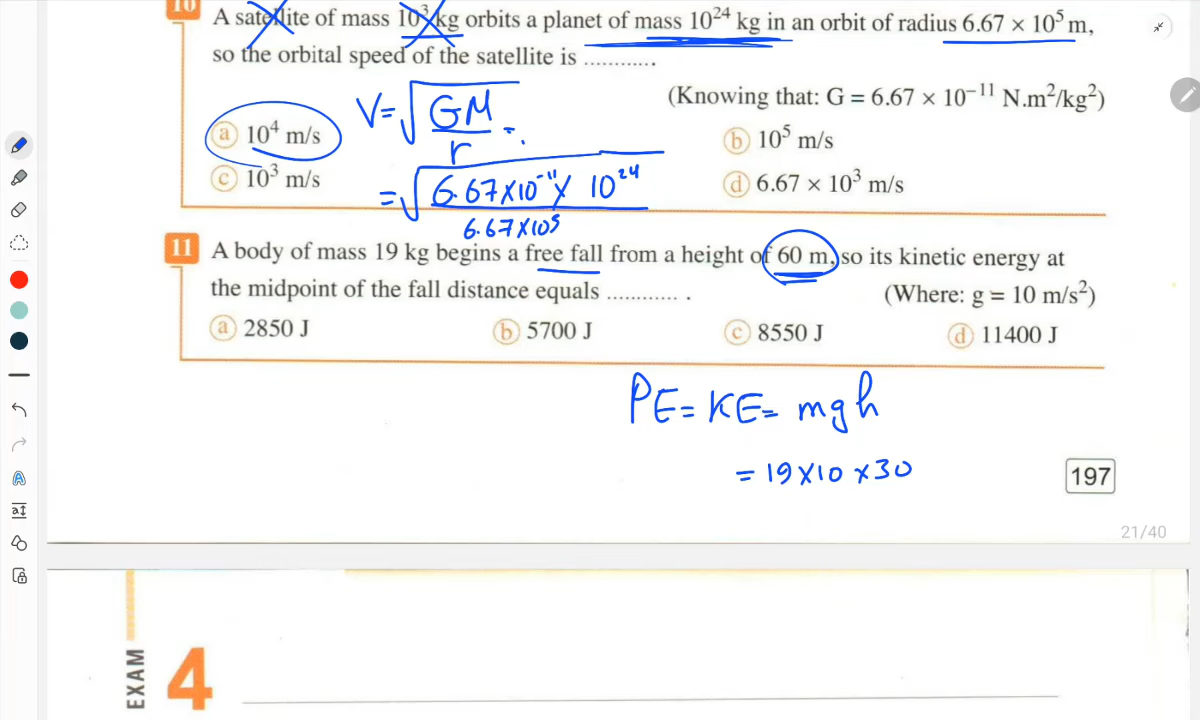 10 A satellite of mass 10³ kg orbits a planet of mass 10²⁴ kg in an orbit of radius 6.67 × 10⁵ m,
so the orbital speed of the satellite is ............
(Knowing that: G = 6.67 × 10⁻¹¹ N.m²/kg²)
V = √(GM / r)
ⓐ 10⁴ m/s ⓑ 10⁵ m/s
ⓒ 10³ m/s ⓓ 6.67 × 10³ m/s
= √(6.67×10⁻¹¹ × 10²⁴ / 6.67×10⁵)
11 A body of mass 19 kg begins a free fall from a height of 60 m, so its kinetic energy at
the midpoint of the fall distance equals ............ . (Where: g = 10 m/s²)
ⓐ 2850 J ⓑ 5700 J ⓒ 8550 J ⓓ 11400 J
PE = KE = mgh
= 19 × 10 × 30
197
21/40
EXAM 4